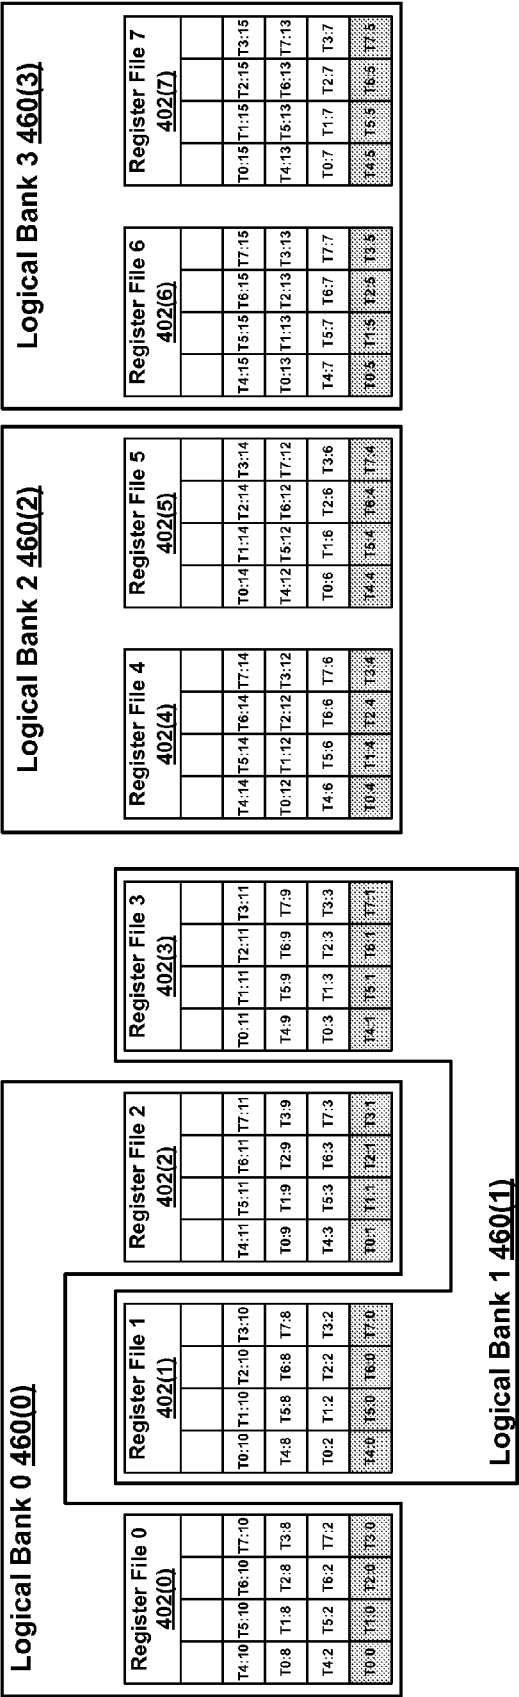 Logical Bank 0 460(0)
Register File 0
402(0)
T4:10 T5:10 T6:10 T7:10
T0:8 T1:8 T2:8 T3:8
T4:2 T5:2 T6:2 T7:2
T0:0 T1:0 T2:0 T3:0
Register File 1
402(1)
T0:10 T1:10 T2:10 T3:10
T4:8 T5:8 T6:8 T7:8
T0:2 T1:2 T2:2 T3:2
T4:0 T5:0 T6:0 T7:0
Register File 2
402(2)
T4:11 T5:11 T6:11 T7:11
T0:9 T1:9 T2:9 T3:9
T4:3 T5:3 T6:3 T7:3
T0:1 T1:1 T2:1 T3:1
Register File 3
402(3)
T0:11 T1:11 T2:11 T3:11
T4:9 T5:9 T6:9 T7:9
T0:3 T1:3 T2:3 T3:3
T4:1 T5:1 T6:1 T7:1
Logical Bank 1 460(1)
Logical Bank 2 460(2)
Register File 4
402(4)
T4:14 T5:14 T6:14 T7:14
T0:12 T1:12 T2:12 T3:12
T4:6 T5:6 T6:6 T7:6
T0:4 T1:4 T2:4 T3:4
Register File 5
402(5)
T0:14 T1:14 T2:14 T3:14
T4:12 T5:12 T6:12 T7:12
T0:6 T1:6 T2:6 T3:6
T4:4 T5:4 T6:4 T7:4
Logical Bank 3 460(3)
Register File 6
402(6)
T4:15 T5:15 T6:15 T7:15
T0:13 T1:13 T2:13 T3:13
T4:7 T5:7 T6:7 T7:7
T0:5 T1:5 T2:5 T3:5
Register File 7
402(7)
T0:15 T1:15 T2:15 T3:15
T4:13 T5:13 T6:13 T7:13
T0:7 T1:7 T2:7 T3:7
T4:5 T5:5 T6:5 T7:5